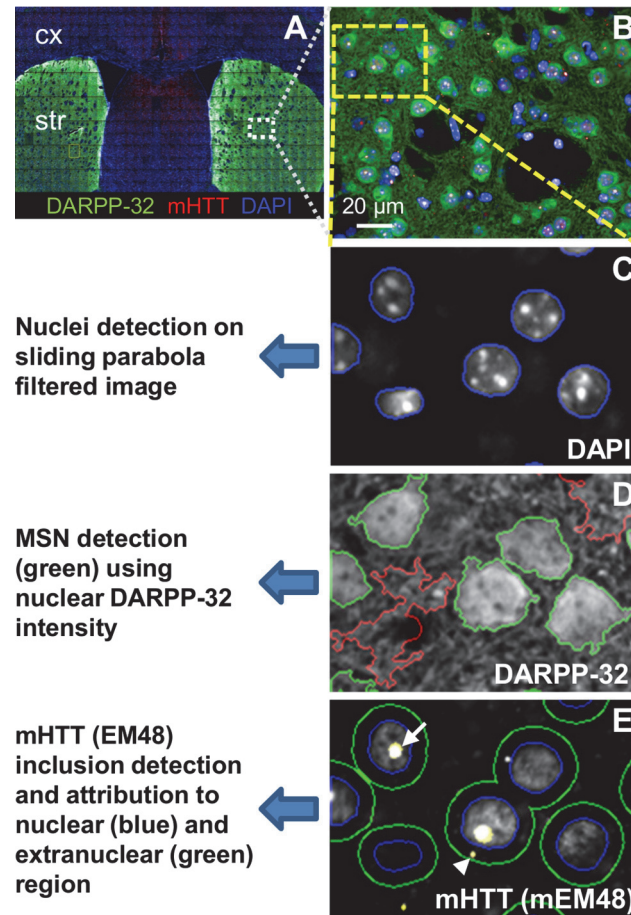 A
cx
str
DARPP-32 mHTT DAPI
B
20 µm
Nuclei detection on
sliding parabola
filtered image
C
DAPI
MSN detection
(green) using
nuclear DARPP-32
intensity
D
DARPP-32
mHTT (EM48)
inclusion detection
and attribution to
nuclear (blue) and
extranuclear (green)
region
E
mHTT (mEM48)